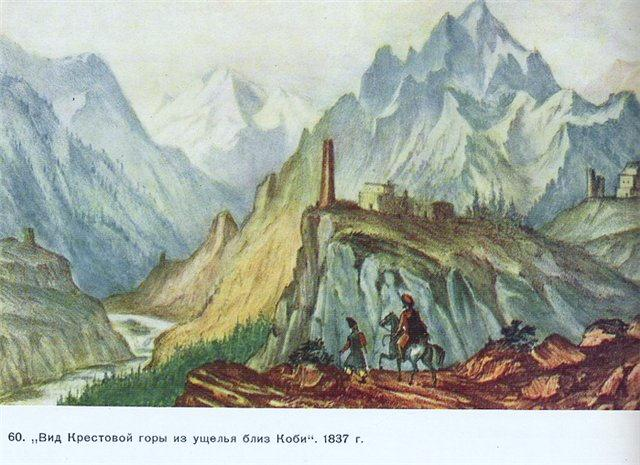 60. „Вид Крестовой горы из ущелья близ Коби“. 1837 г.